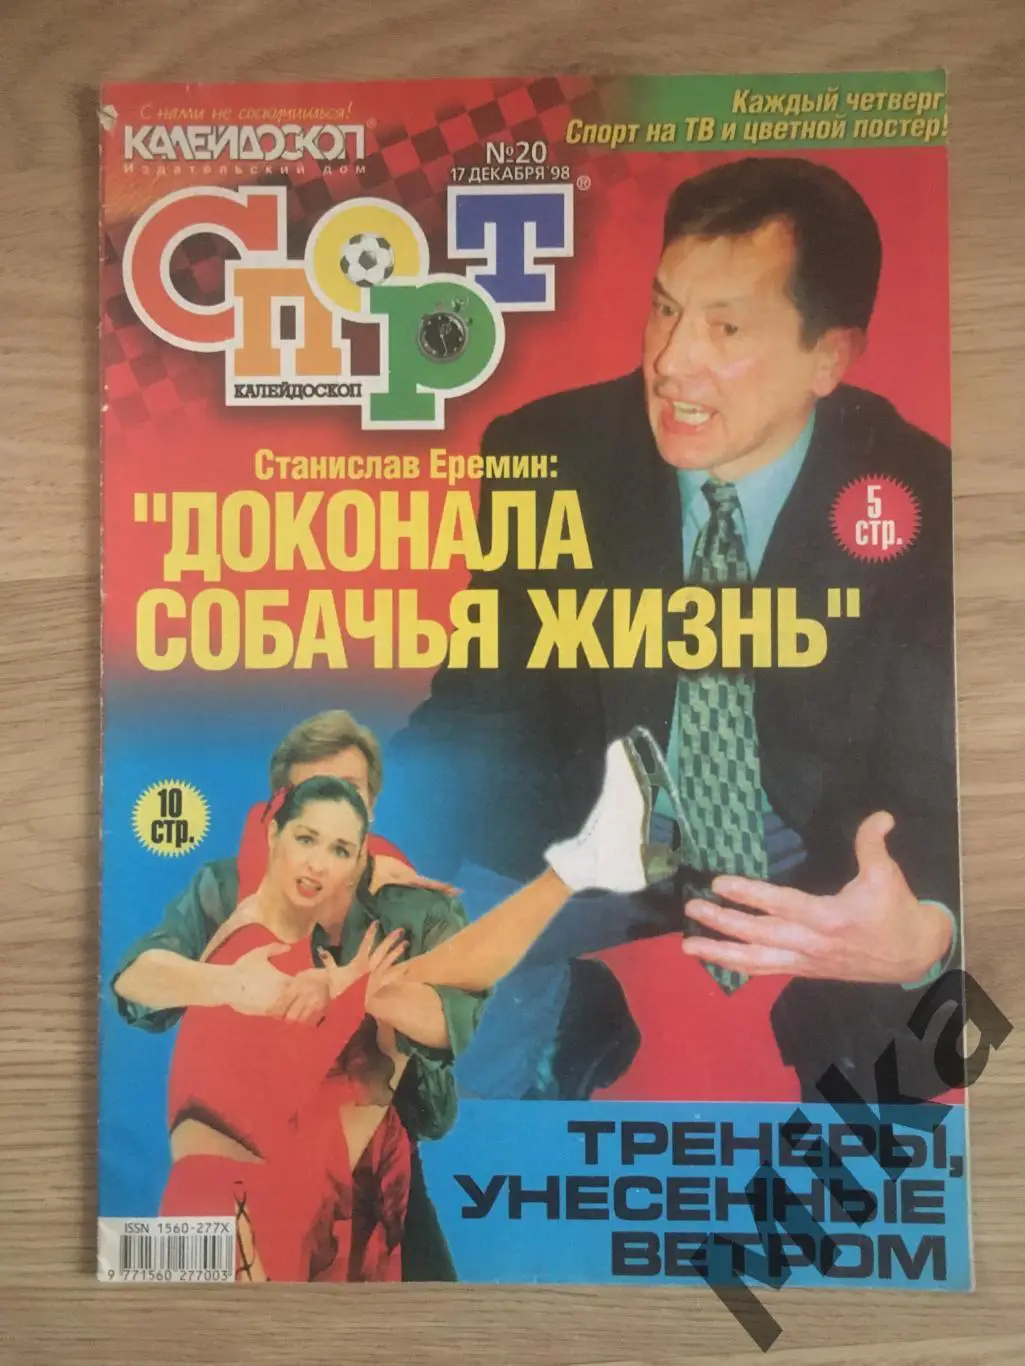 С нами не соскучишься!
КАЛЕЙДОСКОП®
Издательский дом
Каждый четверг
Спорт на ТВ и цветной постер!
№20
17 ДЕКАБРЯ '98
СПОРТ®
КАЛЕЙДОСКОП
Станислав Еремин:
"ДОКОНАЛА
СОБАЧЬЯ ЖИЗНЬ"
5
стр.
10
стр.
ТРЕНЕРЫ,
УНЕСЕННЫЕ
ВЕТРОМ
ISSN 1560-277X
9 771560 277003
Mika